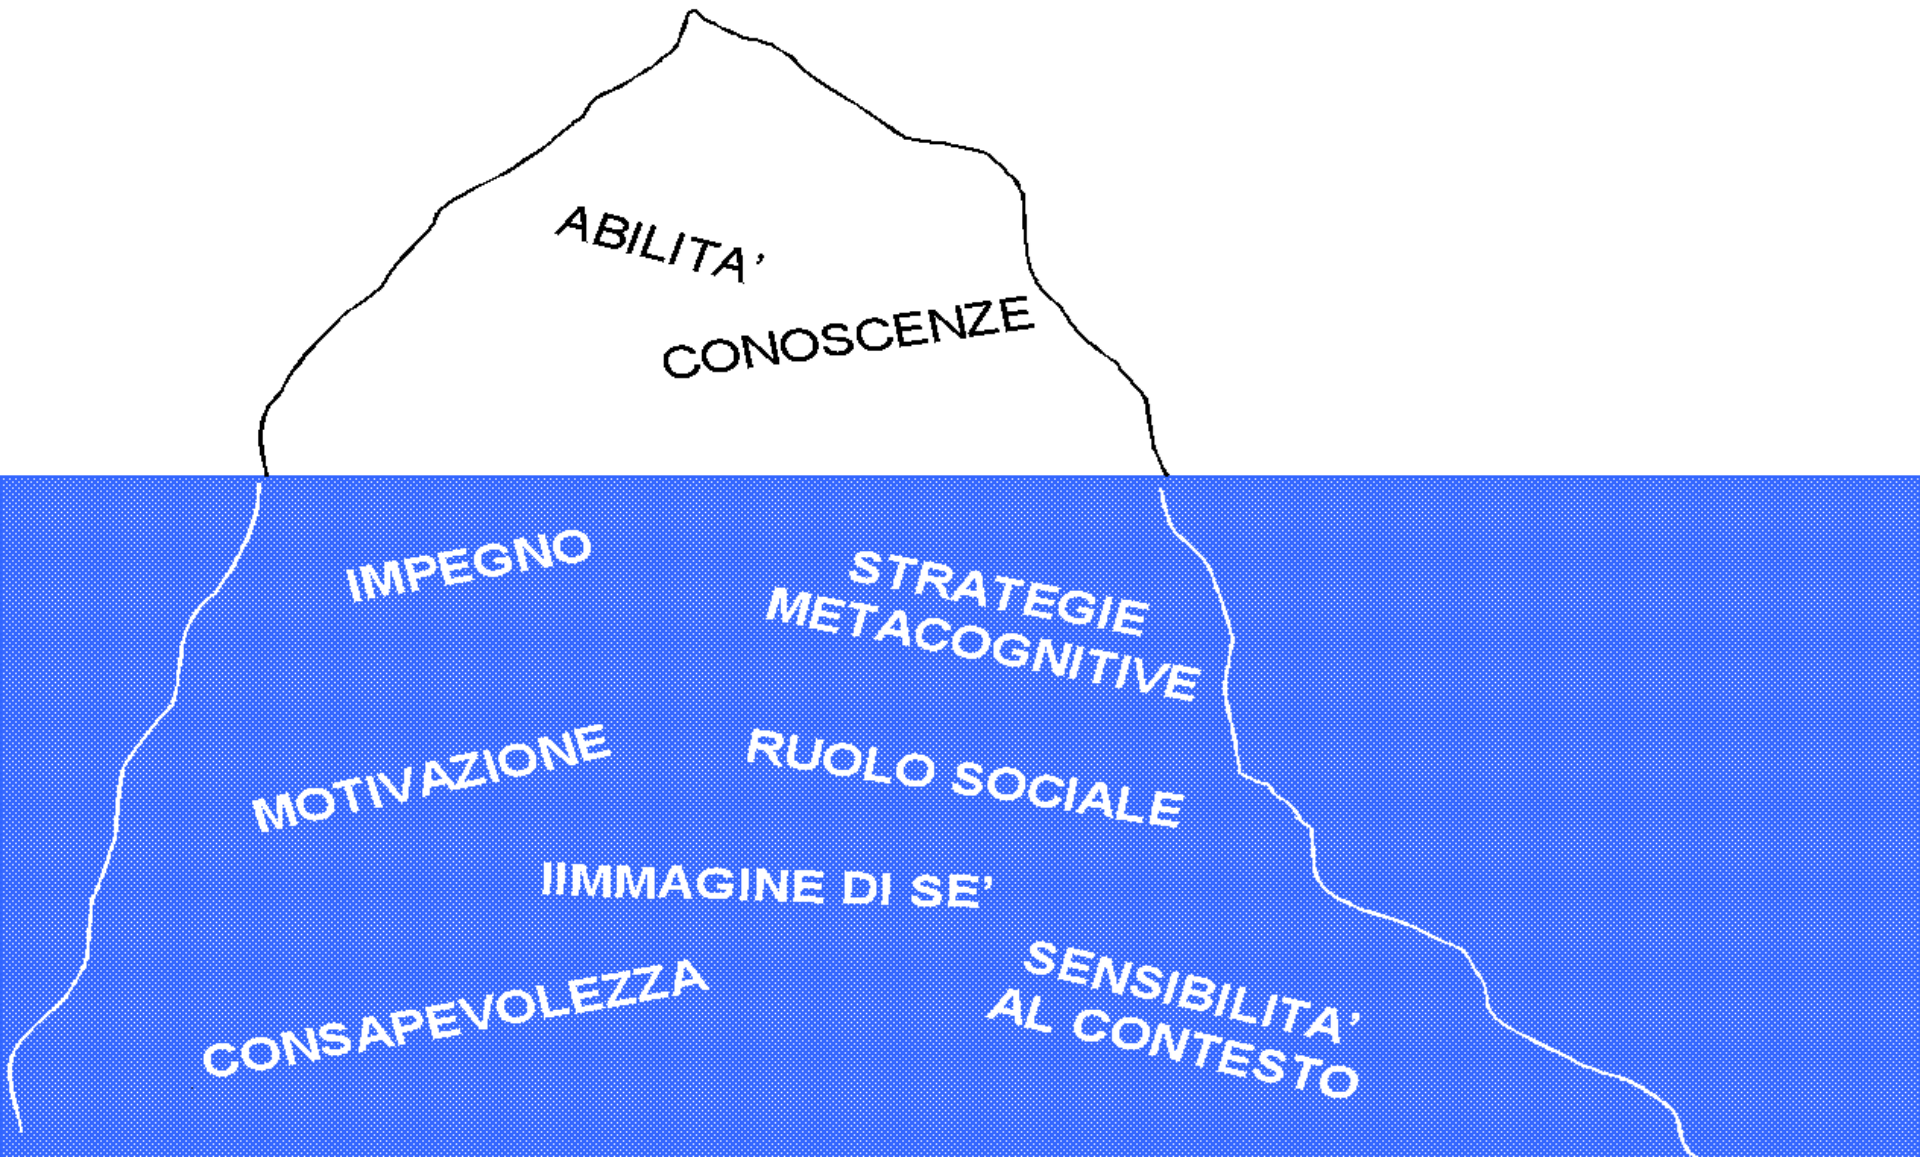 ABILITA’
CONOSCENZE
IMPEGNO
STRATEGIE
METACOGNITIVE
MOTIVAZIONE
RUOLO SOCIALE
IIMMAGINE DI SE’
CONSAPEVOLEZZA
SENSIBILITA’
AL CONTESTO